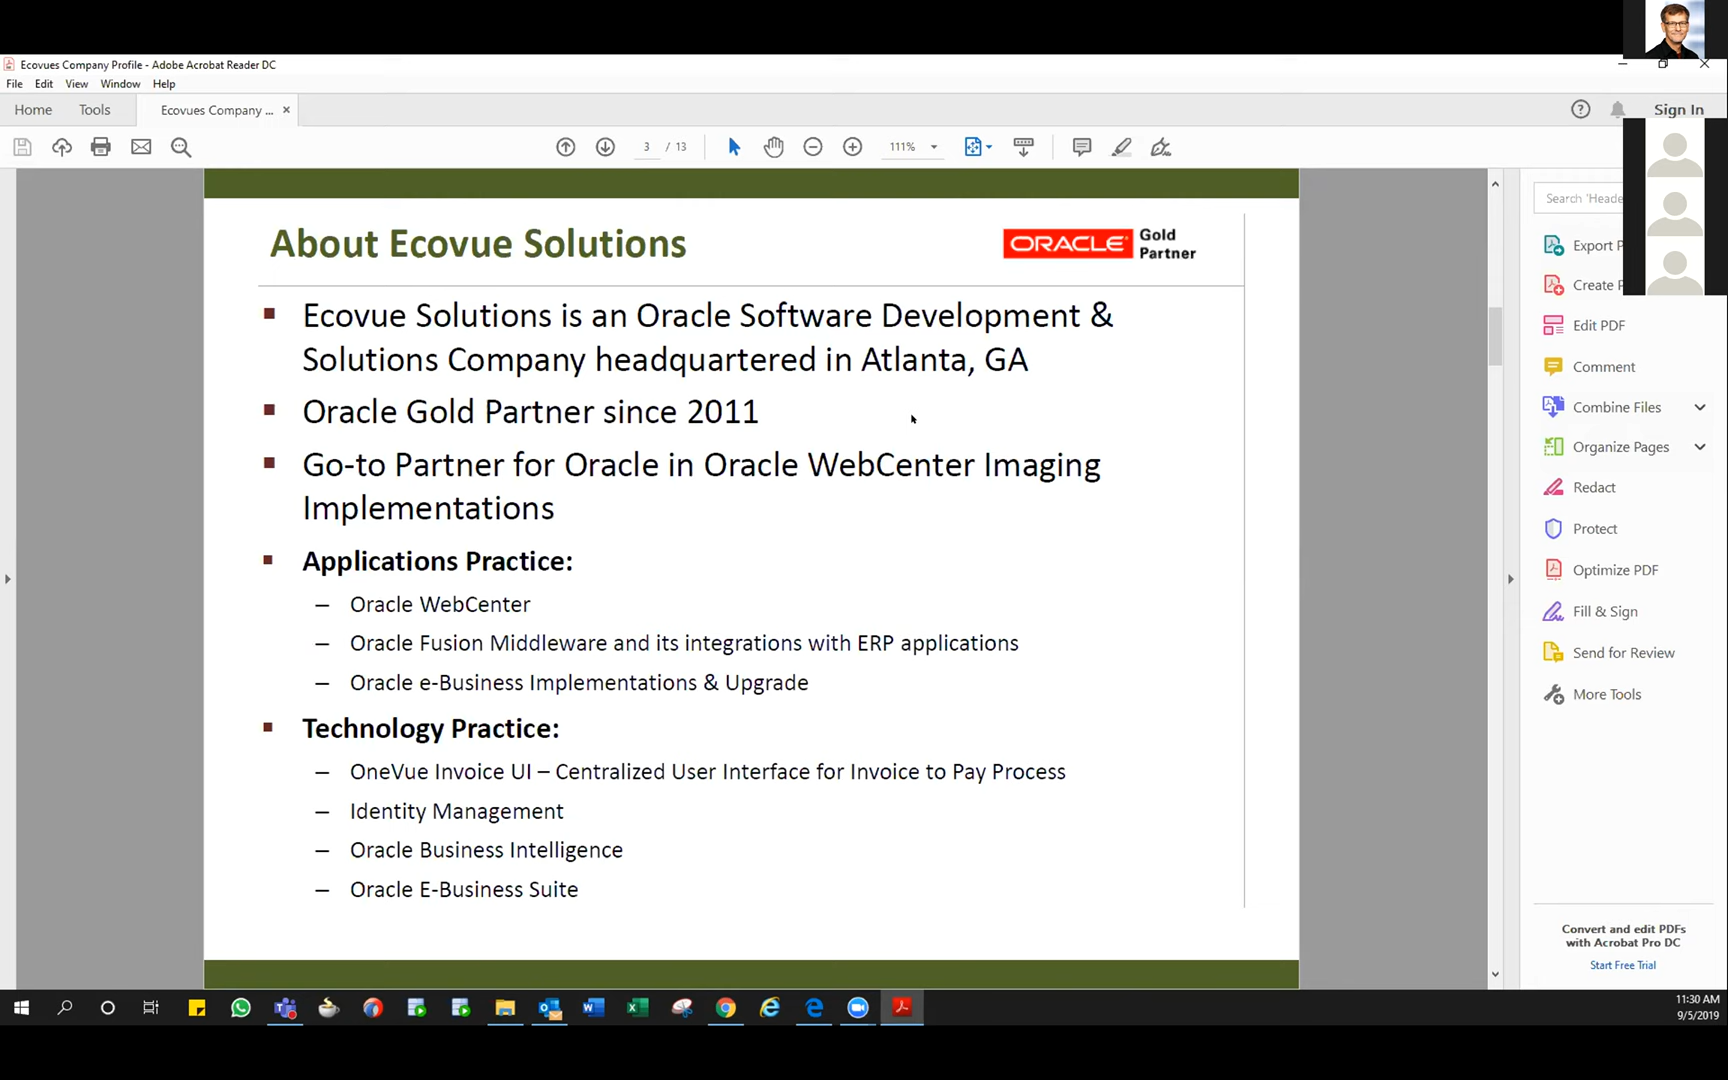 Ecovues Company Profile - Adobe Acrobat Reader DC
File Edit View Window Help
Home Tools Ecovues Company ... × Sign In
3 / 13 111%
About Ecovue Solutions
ORACLE Gold Partner
▪ Ecovue Solutions is an Oracle Software Development &
Solutions Company headquartered in Atlanta, GA
▪ Oracle Gold Partner since 2011
▪ Go-to Partner for Oracle in Oracle WebCenter Imaging
Implementations
▪ Applications Practice:
– Oracle WebCenter
– Oracle Fusion Middleware and its integrations with ERP applications
– Oracle e-Business Implementations & Upgrade
▪ Technology Practice:
– OneVue Invoice UI – Centralized User Interface for Invoice to Pay Process
– Identity Management
– Oracle Business Intelligence
– Oracle E-Business Suite
Search 'Heade
Export P
Create P
Edit PDF
Comment
Combine Files
Organize Pages
Redact
Protect
Optimize PDF
Fill & Sign
Send for Review
More Tools
Convert and edit PDFs
with Acrobat Pro DC
Start Free Trial
11:30 AM
9/5/2019